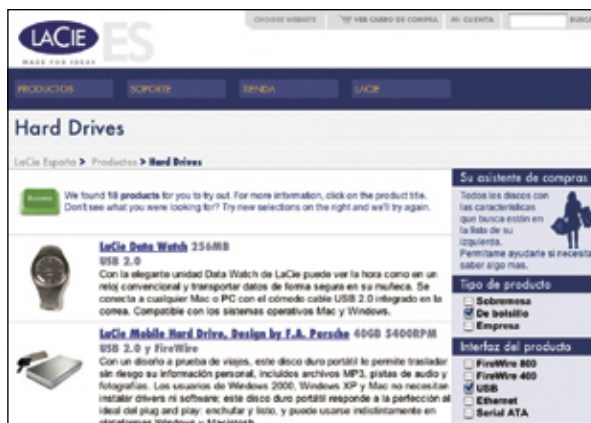 CHOOSE WEBSITE VER CARRO DE COMPRA MI CUENTA
LACIE ES
MADE FOR IDEAS
PRODUCTOS SOPORTE TIENDA LACIE
Hard Drives
LaCie España > Productos > Hard Drives
Success
We found 18 products for you to try out. For more information, click on the product title.
Don't see what you were looking for? Try new selections on the right and we'll try again.
LaCie Data Watch 256MB
USB 2.0
Con la elegante unidad Data Watch de LaCie puede ver la hora como en un
reloj convencional y transportar datos de forma segura en su muñeca. Se
conecta a cualquier Mac o PC con el cómodo cable USB 2.0 integrado en la
correa. Compatible con los sistemas operativos Mac y Windows.
LaCie Mobile Hard Drive, Design by F.A. Porsche 40GB 5400RPM
USB 2.0 y FireWire
Con un diseño a prueba de viajes, este disco duro portátil le permite trasladar
sin riesgo su información personal, incluidos archivos MP3, pistas de audio y
fotografías. Los usuarios de Windows 2000, Windows XP y Mac no necesitan
instalar drivers ni software; este disco duro portátil responde a la perfección al
ideal del plug and play: enchufar y listo, y puede usarse indistintamente en
plataformas Windows y Macintosh.
Su asistente de compras
Todos los discos con
las características
que busca están en
la lista de su
izquierda.
Permítame ayudarle si necesita
saber algo mas.
Tipo de producto
Sobremesa
De bolsillo
Empresa
Interfaz del producto
FireWire 800
FireWire 400
USB
Ethernet
Serial ATA